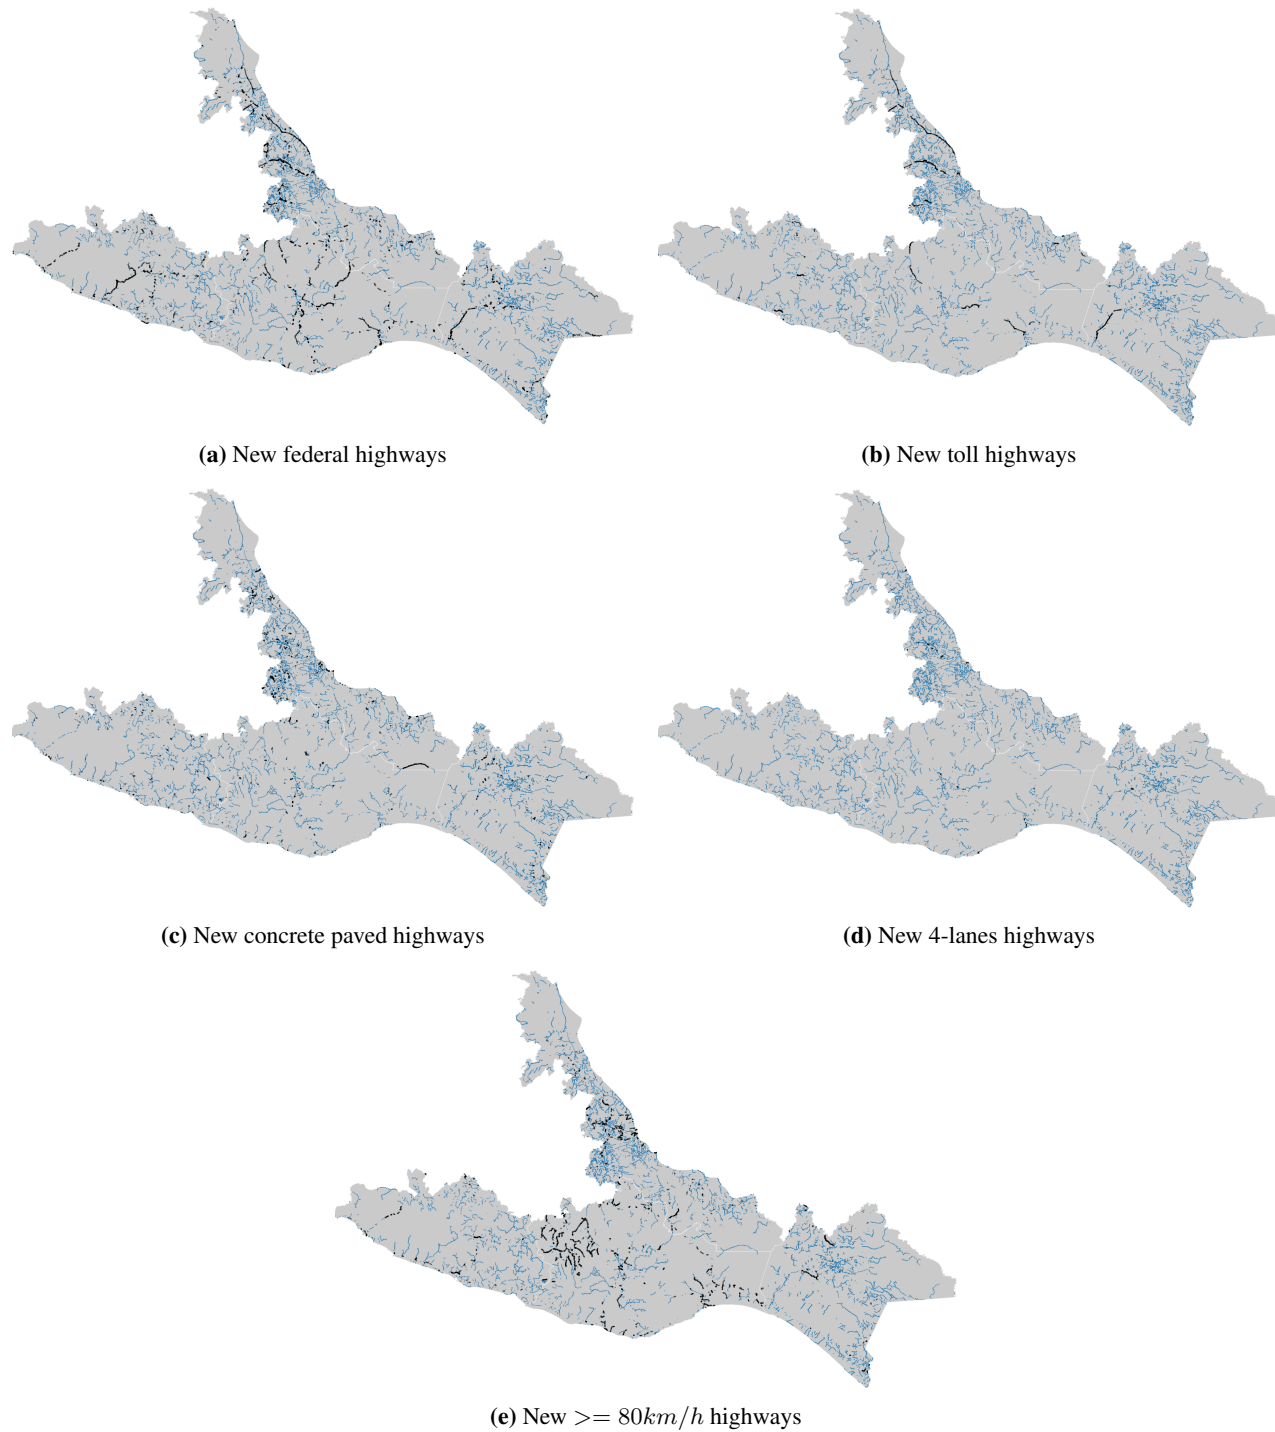 (a) New federal highways
(b) New toll highways
(c) New concrete paved highways
(d) New 4-lanes highways
(e) New >= 80km/h highways